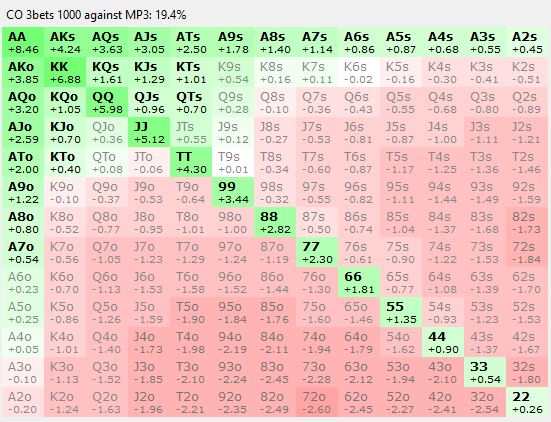 CO 3bets 1000 against MP3: 19.4%
AA AKs AQs AJs ATs A9s A8s A7s A6s A5s A4s A3s A2s
+8.46 +4.24 +3.63 +3.05 +2.50 +1.78 +1.40 +1.14 +0.86 +0.87 +0.68 +0.55 +0.45
AKo KK KQs KJs KTs K9s K8s K7s K6s K5s K4s K3s K2s
+3.85 +6.88 +1.61 +1.29 +1.01 +0.54 +0.16 +0.11 -0.02 -0.16 -0.30 -0.41 -0.51
AQo KQo QQ QJs QTs Q9s Q8s Q7s Q6s Q5s Q4s Q3s Q2s
+3.20 +1.05 +5.98 +0.96 +0.70 +0.28 -0.10 -0.36 -0.43 -0.55 -0.68 -0.80 -0.89
AJo KJo QJo JJ JTs J9s J8s J7s J6s J5s J4s J3s J2s
+2.59 +0.70 +0.36 +5.12 +0.55 +0.12 -0.27 -0.53 -0.81 -0.87 -1.00 -1.11 -1.21
ATo KTo QTo JTo TT T9s T8s T7s T6s T5s T4s T3s T2s
+2.00 +0.40 +0.08 -0.06 +4.30 +0.01 -0.34 -0.60 -0.87 -1.17 -1.25 -1.36 -1.46
A9o K9o Q9o J9o T9o 99 98s 97s 96s 95s 94s 93s 92s
+1.22 -0.10 -0.37 -0.53 -0.64 +3.44 -0.32 -0.55 -0.82 -1.11 -1.44 -1.49 -1.59
A8o K8o Q8o J8o T8o 98o 88 87s 86s 85s 84s 83s 82s
+0.80 -0.52 -0.77 -0.95 -1.01 -1.00 +2.82 -0.50 -0.74 -1.04 -1.37 -1.68 -1.73
A7o K7o Q7o J7o T7o 97o 87o 77 76s 75s 74s 73s 72s
+0.54 -0.56 -1.05 -1.23 -1.29 -1.24 -1.19 +2.30 -0.61 -0.90 -1.22 -1.53 -1.84
A6o K6o Q6o J6o T6o 96o 86o 76o 66 65s 64s 63s 62s
+0.23 -0.70 -1.13 -1.53 -1.58 -1.52 -1.44 -1.30 +1.81 -0.77 -1.08 -1.39 -1.70
A5o K5o Q5o J5o T5o 95o 85o 75o 65o 55 54s 53s 52s
+0.25 -0.86 -1.26 -1.59 -1.90 -1.84 -1.76 -1.60 -1.46 +1.35 -0.93 -1.23 -1.53
A4o K4o Q4o J4o T4o 94o 84o 74o 64o 54o 44 43s 42s
+0.05 -1.01 -1.40 -1.73 -1.98 -2.19 -2.11 -1.94 -1.79 -1.62 +0.90 -1.37 -1.67
A3o K3o Q3o J3o T3o 93o 83o 73o 63o 53o 43o 33 32s
-0.10 -1.13 -1.52 -1.85 -2.10 -2.24 -2.45 -2.28 -2.12 -1.94 -2.10 +0.54 -1.80
A2o K2o Q2o J2o T2o 92o 82o 72o 62o 52o 42o 32o 22
-0.20 -1.24 -1.63 -1.96 -2.21 -2.35 -2.49 -2.60 -2.45 -2.27 -2.41 -2.54 +0.26